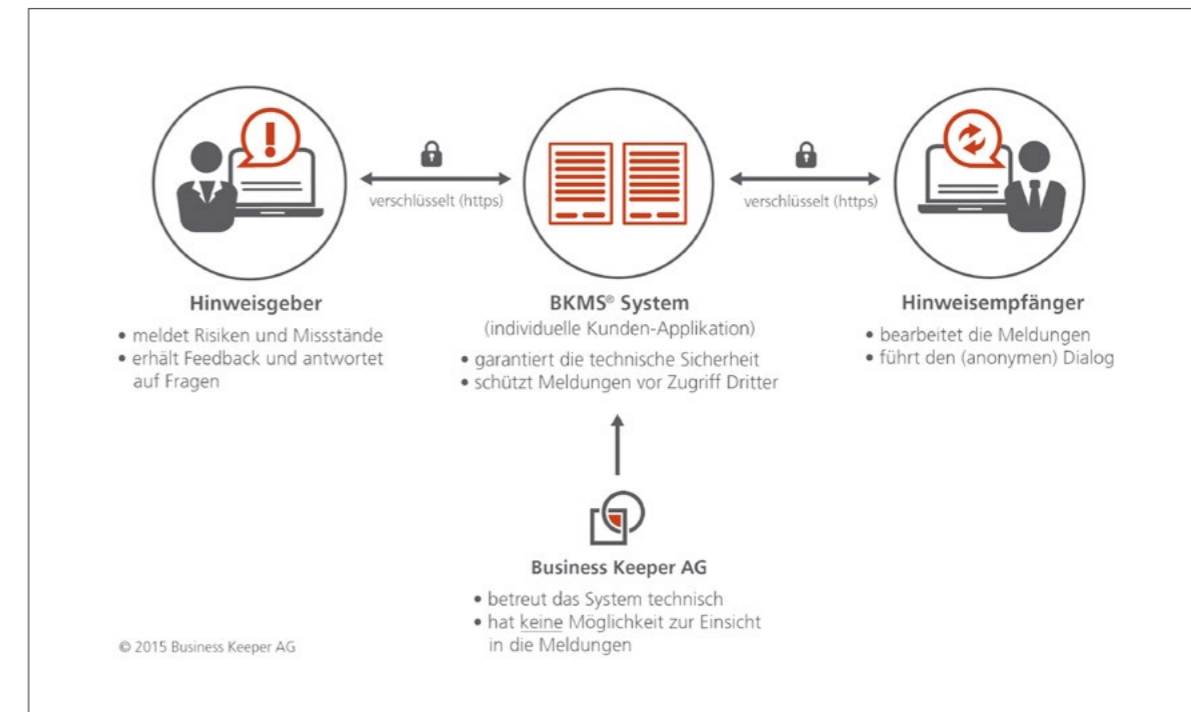 verschlüsselt (https)
verschlüsselt (https)
Hinweisgeber
• meldet Risiken und Missstände
• erhält Feedback und antwortet
auf Fragen
BKMS® System
(individuelle Kunden-Applikation)
• garantiert die technische Sicherheit
• schützt Meldungen vor Zugriff Dritter
Hinweisempfänger
• bearbeitet die Meldungen
• führt den (anonymen) Dialog
Business Keeper AG
• betreut das System technisch
• hat keine Möglichkeit zur Einsicht
in die Meldungen
© 2015 Business Keeper AG